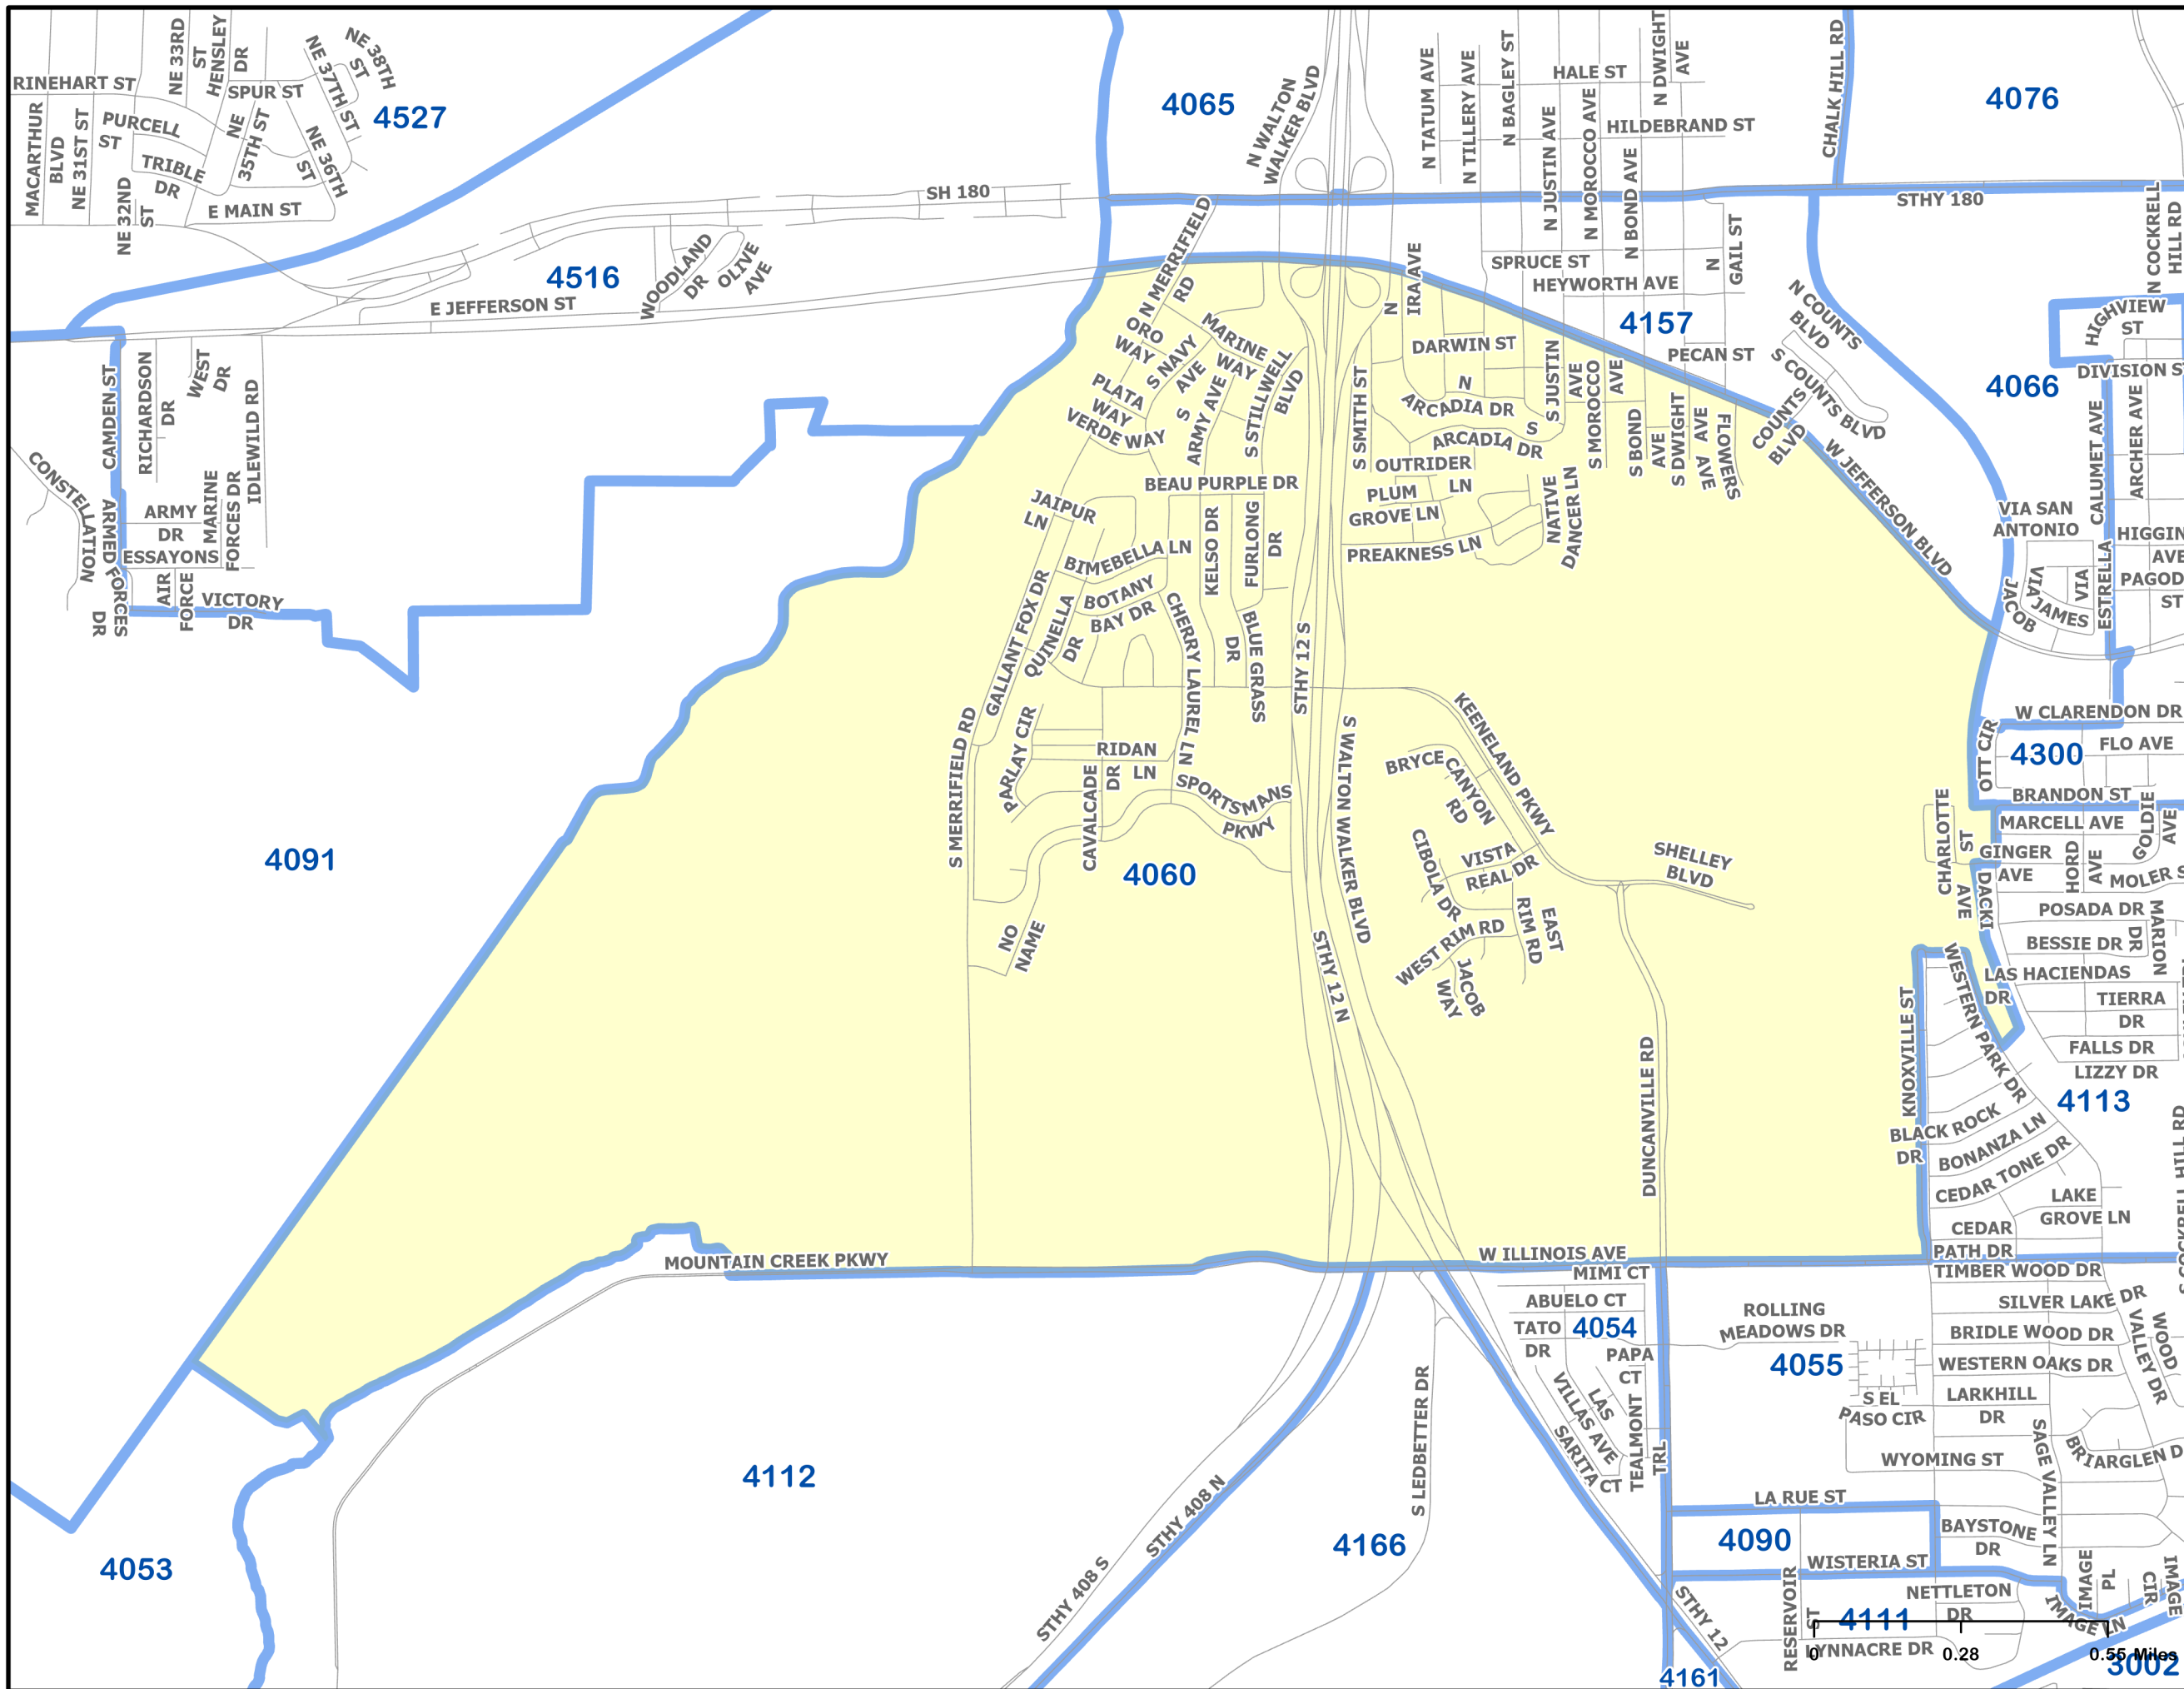 NE 33RD
ST
HENSLEY
DR
NE 37TH ST
NE 38TH
ST
RINEHART ST
SPUR ST
4527
MACARTHUR
BLVD
NE 31ST ST
PURCELL
ST
TRIBLE
DR
NE
35TH ST
NE 36TH
ST
NE 32ND
ST
E MAIN ST
4065
N WALTON
WALKER BLVD
N TATUM AVE
N TILLERY AVE
N BAGLEY ST
HALE ST
N DWIGHT
AVE
N JUSTIN AVE
N MOROCCO AVE
HILDEBRAND ST
N BOND AVE
CHALK HILL RD
4076
SH 180
STHY 180
N COCKRELL
HILL RD
4516
WOODLAND
DR
OLIVE
AVE
E JEFFERSON ST
N MERRIFIELD
RD
N
IRA AVE
SPRUCE ST
HEYWORTH AVE
N
GAIL ST
4157
PECAN ST
N COUNTS
BLVD
S COUNTS BLVD
COUNTS
BLVD
HIGHVIEW
ST
DIVISION ST
4066
CALUMET AVE
ARCHER AVE
CAMDEN ST
RICHARDSON
DR
WEST
DR
IDLEWILD RD
CONSTELLATION
DR
ARMED FORCES
ARMY
DR
MARINE
FORCES DR
ESSAYONS
AIR
FORCE
VICTORY
DR
ORO
WAY
S NAVY
AVE
MARINE
WAY
PLATA
WAY
VERDE WAY
S
ARMY AVE
S STILLWELL
BLVD
S SMITH ST
DARWIN ST
N
ARCADIA DR
S
ARCADIA DR
S JUSTIN
AVE
S MOROCCO
AVE
S BOND
AVE
S DWIGHT
AVE
FLOWERS
AVE
W JEFFERSON BLVD
OUTRIDER
LN
PLUM
GROVE LN
PREAKNESS LN
NATIVE
DANCER LN
BEAU PURPLE DR
JAIPUR
LN
BIMEBELLA LN
KELSO DR
FURLONG
DR
BOTANY
BAY DR
GALLANT FOX DR
QUINELLA
DR
CHERRY LAUREL LN
DR
BLUE GRASS
STHY 12 S
VIA SAN
ANTONIO
HIGGIN
AVE
PAGOD
ST
VIA
JAMES
VIA
ESTRELLA
JACOB
S MERRIFIELD RD
PARLAY CIR
RIDAN
LN
CAVALCADE
DR
SPORTSMANS
PKWY
S WALTON WALKER BLVD
KEENELAND PKWY
BRYCE
CANYON
RD
CIBOLA DR
VISTA
REAL DR
WEST RIM RD
EAST
RIM RD
JACOB
WAY
SHELLEY
BLVD
W CLARENDON DR
OTT CIR
4300
FLO AVE
BRANDON ST
MARCELL AVE
GOLDIE
AVE
CHARLOTTE
ST
GINGER
AVE
HORD
AVE
MOLER S
DACKI
AVE
POSADA DR
MARION
DR
BESSIE DR
LAS HACIENDAS
DR
TIERRA
DR
FALLS DR
LIZZY DR
4091
4060
NO
NAME
STHY 12 N
DUNCANVILLE RD
KNOXVILLE ST
WESTERN PARK DR
4113
BLACK ROCK
DR
BONANZA LN
CEDAR TONE DR
LAKE
GROVE LN
CEDAR
PATH DR
S COCKRELL HILL RD
MOUNTAIN CREEK PKWY
W ILLINOIS AVE
MIMI CT
ABUELO CT
TATO
DR
4054
PAPA
CT
LAS
VILLAS AVE
SARITA
CT
TEALMONT
TRL
TIMBER WOOD DR
SILVER LAKE DR
ROLLING
MEADOWS DR
BRIDLE WOOD DR
VALLEY DR
WOOD
4055
WESTERN OAKS DR
S EL
PASO CIR
LARKHILL
DR
WYOMING ST
SAGE VALLEY LN
BRIARGLEN D
4112
4166
4053
STHY 408 N
STHY 408 S
S LEDBETTER DR
LA RUE ST
4090
BAYSTONE
DR
WISTERIA ST
RESERVOIR
ST
NETTLETON
DR
IMAGE
PL
CIR
IMAGE
IMAGE LN
4111
LYNNACRE DR
STHY 12
4161
3002
0
0.28
0.55 Miles